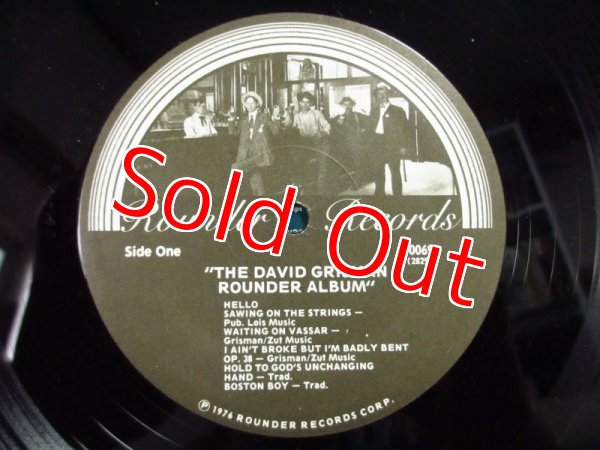 Rounder Records
Side One
0069
"THE DAVID GRISMAN
ROUNDER ALBUM"
HELLO
SAWING ON THE STRINGS —
Pub. Lois Music
WAITING ON VASSAR —
Grisman/Zut Music
I AIN'T BROKE BUT I'M BADLY BENT
OP. 38 — Grisman/Zut Music
HOLD TO GOD'S UNCHANGING
HAND — Trad.
BOSTON BOY — Trad.
Ⓟ 1976 ROUNDER RECORDS CORP.
Sold Out